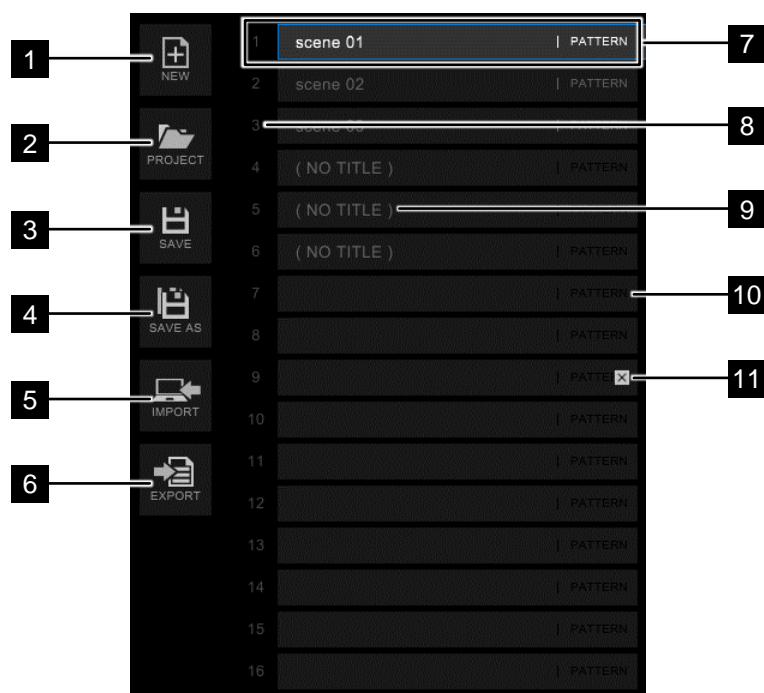 1
NEW
2
PROJECT
3
SAVE
4
SAVE AS
5
IMPORT
6
EXPORT
1 scene 01 | PATTERN
2 scene 02 | PATTERN
3 scene 03 | PATTERN
4 ( NO TITLE ) | PATTERN
5 ( NO TITLE ) | PATTERN
6 ( NO TITLE ) | PATTERN
7 | PATTERN
8 | PATTERN
9 | PATTE
10 | PATTERN
11 | PATTERN
12 | PATTERN
13 | PATTERN
14 | PATTERN
15 | PATTERN
16 | PATTERN
7
8
9
10
11